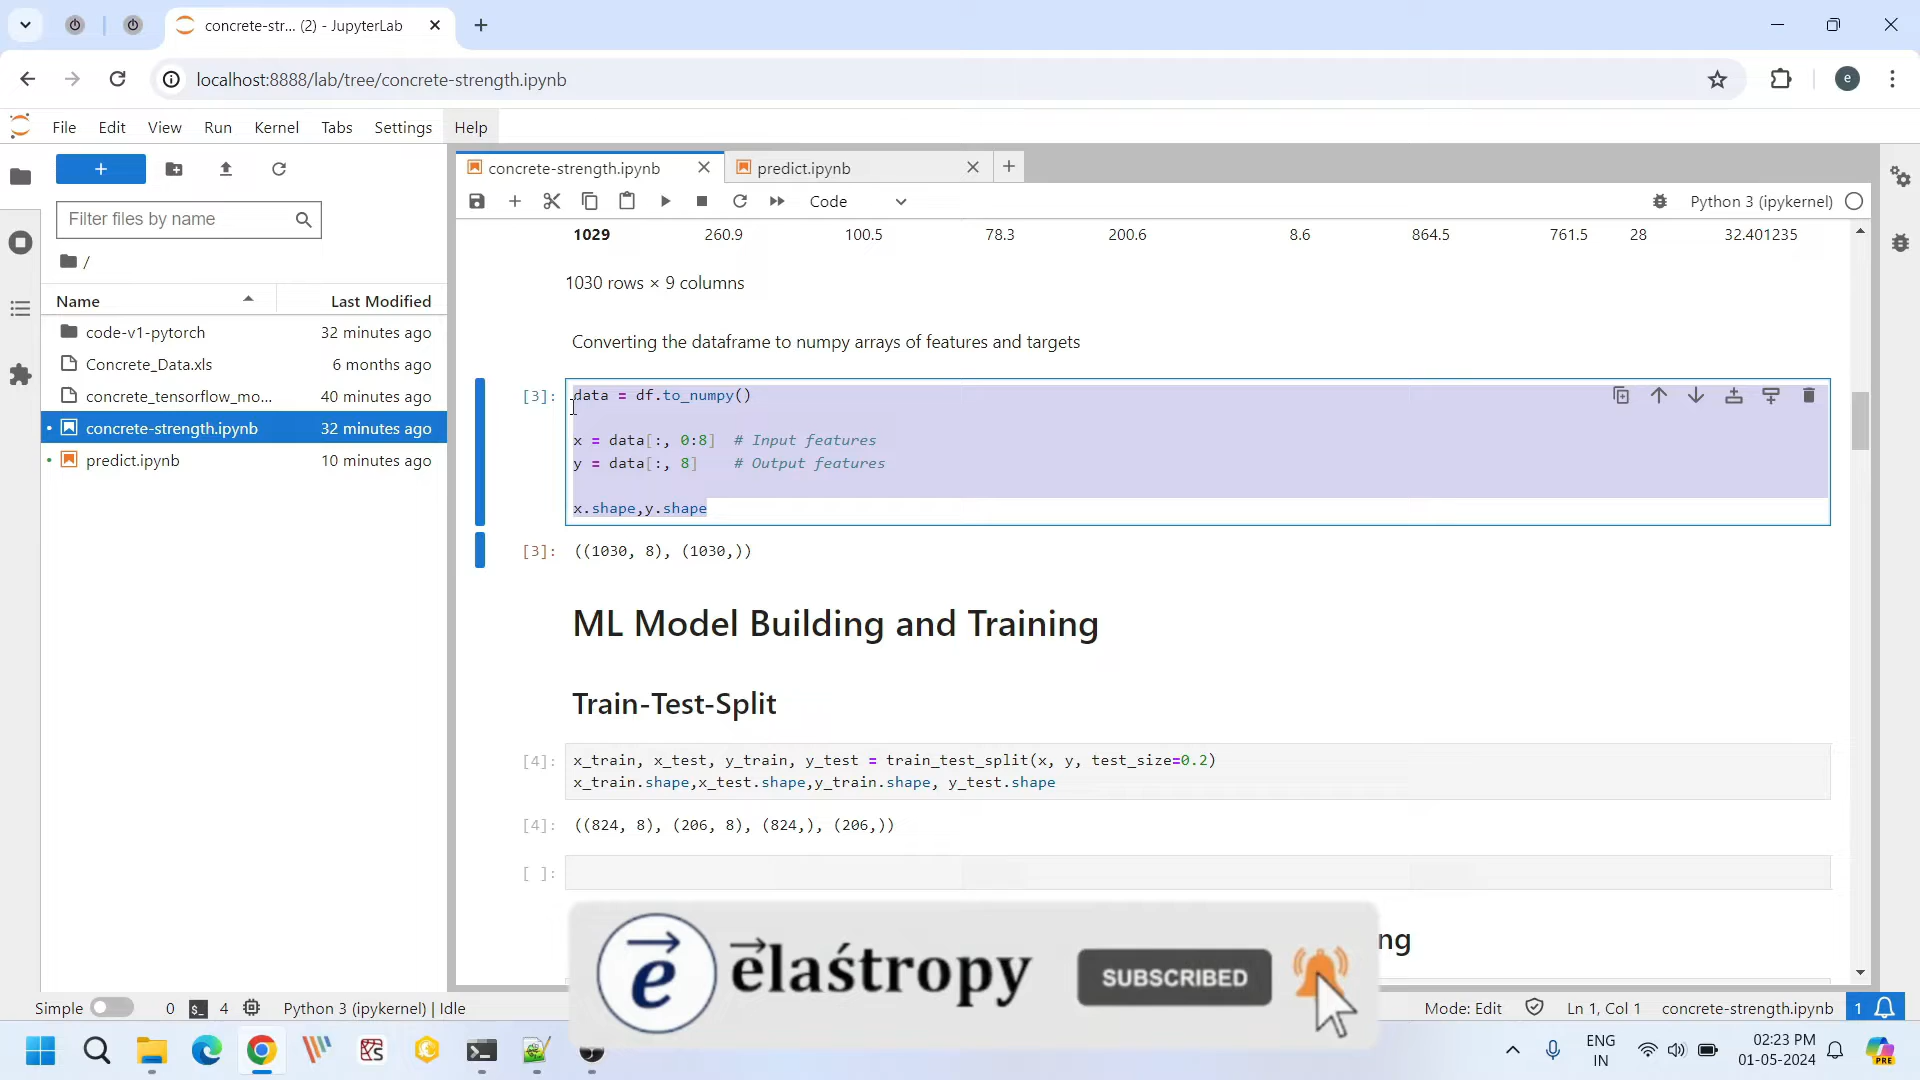 concrete-str... (2) - JupyterLab
localhost:8888/lab/tree/concrete-strength.ipynb
e
File Edit View Run Kernel Tabs Settings Help
Filter files by name
/
Name Last Modified
code-v1-pytorch 32 minutes ago
Concrete_Data.xls 6 months ago
concrete_tensorflow_mo... 40 minutes ago
concrete-strength.ipynb 32 minutes ago
predict.ipynb 10 minutes ago
concrete-strength.ipynb predict.ipynb
Code Python 3 (ipykernel)
1029 260.9 100.5 78.3 200.6 8.6 864.5 761.5 28 32.401235
1030 rows × 9 columns
Converting the dataframe to numpy arrays of features and targets
[3]: data = df.to_numpy()
x = data[:, 0:8] # Input features
y = data[:, 8] # Output features
x.shape,y.shape
[3]: ((1030, 8), (1030,))
ML Model Building and Training
Train-Test-Split
[4]: x_train, x_test, y_train, y_test = train_test_split(x, y, test_size=0.2)
x_train.shape,x_test.shape,y_train.shape, y_test.shape
[4]: ((824, 8), (206, 8), (824,), (206,))
[ ]:
ng
e elaśtropy SUBSCRIBED
Simple 0 4 Python 3 (ipykernel) | Idle Mode: Edit Ln 1, Col 1 concrete-strength.ipynb 1
ENG
IN
02:23 PM
01-05-2024
PRE